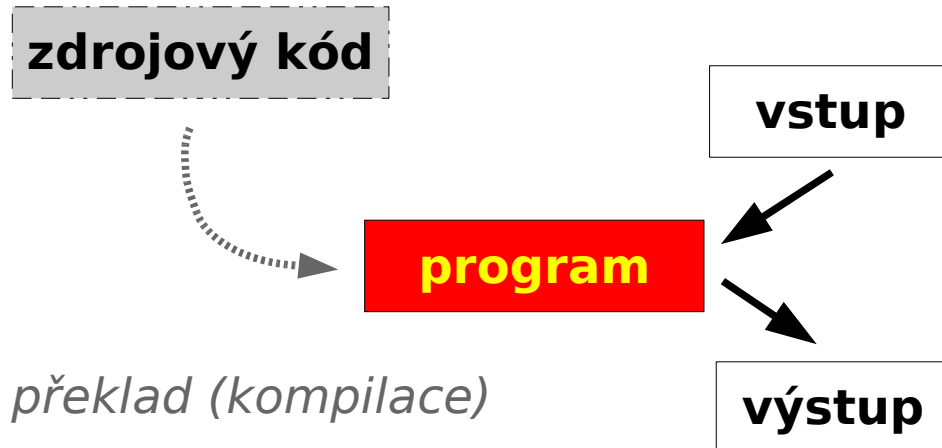 zdrojový kód
vstup
program
překlad (kompilace)
výstup